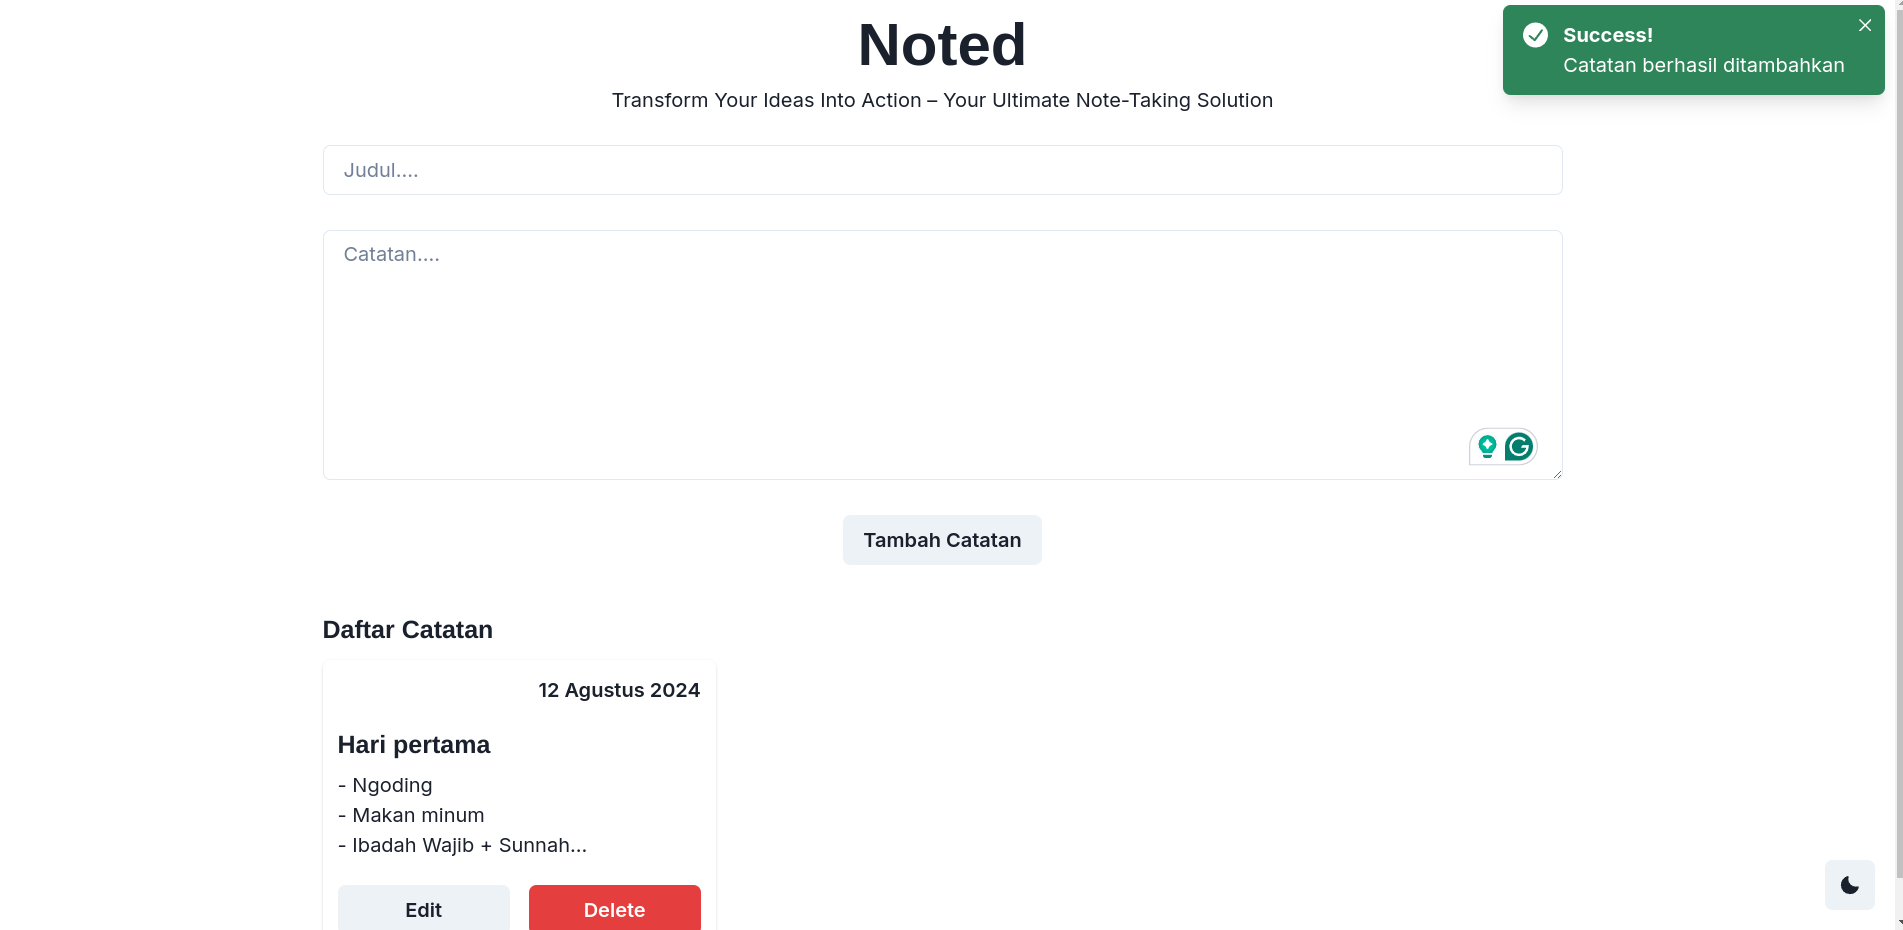 Noted
Transform Your Ideas Into Action – Your Ultimate Note-Taking Solution
Success!
Catatan berhasil ditambahkan
Judul....
Catatan....
Tambah Catatan
Daftar Catatan
12 Agustus 2024
Hari pertama
- Ngoding
- Makan minum
- Ibadah Wajib + Sunnah...
Edit
Delete